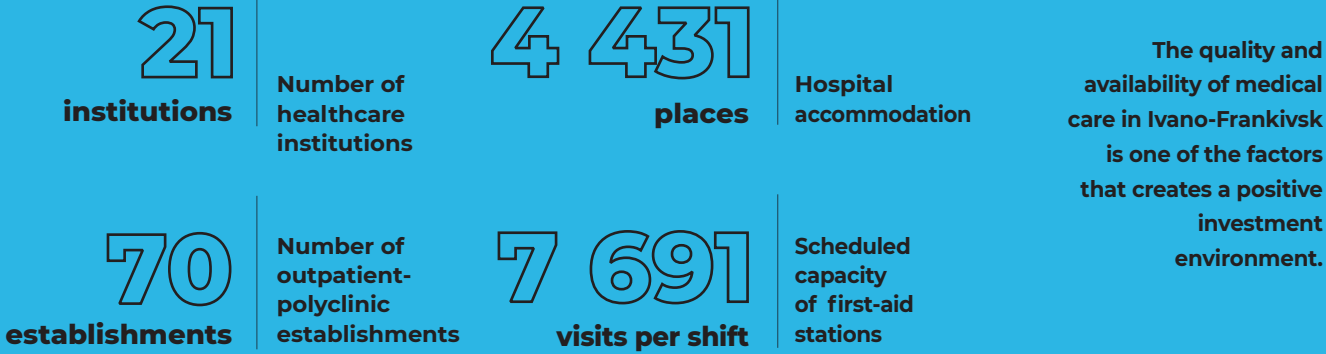 21
institutions
Number of
healthcare
institutions
4 431
places
Hospital
accommodation
70
establishments
Number of
outpatient-
polyclinic
establishments
7 691
visits per shift
Scheduled
capacity
of first-aid
stations
The quality and
availability of medical
care in Ivano-Frankivsk
is one of the factors
that creates a positive
investment
environment.